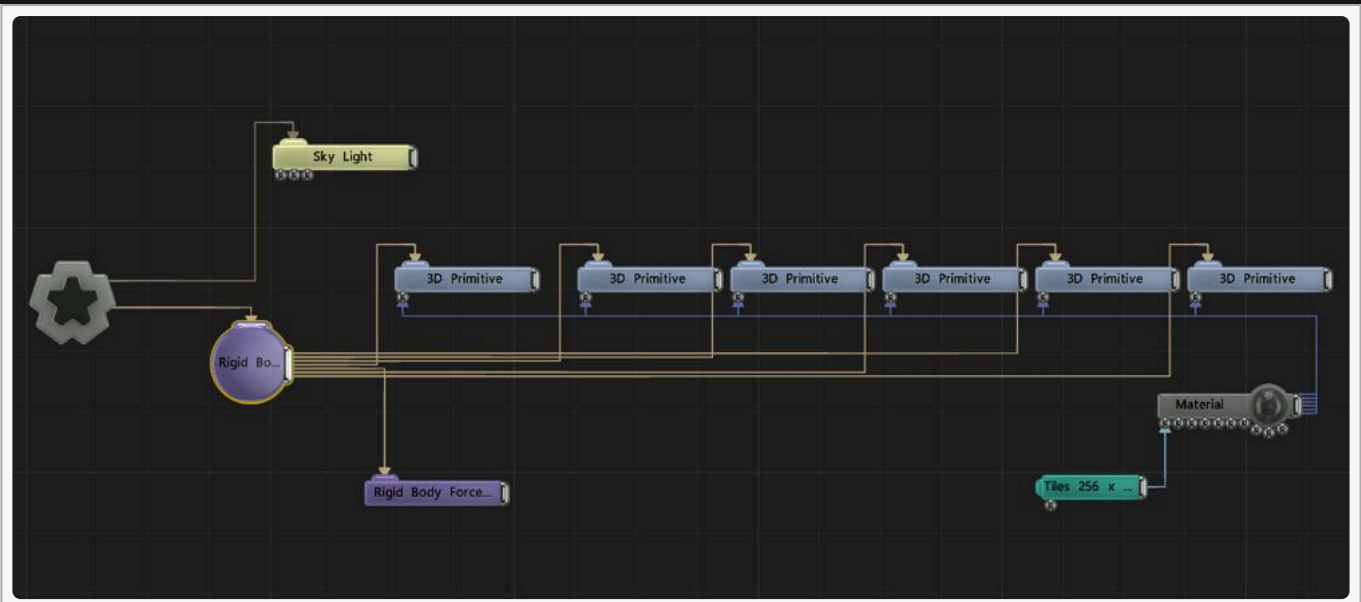 Sky Light
3D Primitive
3D Primitive
3D Primitive
3D Primitive
3D Primitive
3D Primitive
Rigid Bo...
Material
Rigid Body Force...
Tiles 256 x ...